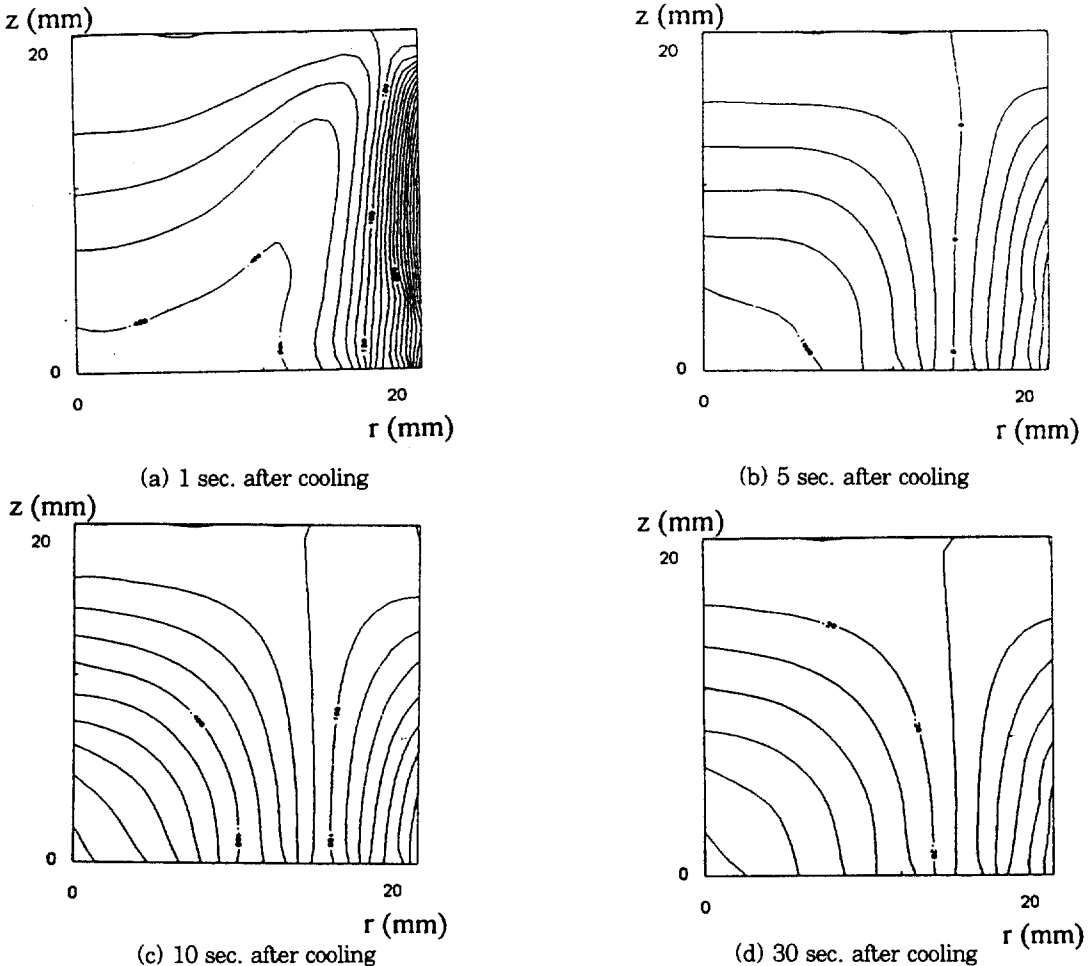 z (mm)
20
0
0
20
r (mm)
(a) 1 sec. after cooling
z (mm)
20
0
0
20
r (mm)
(b) 5 sec. after cooling
z (mm)
20
0
0
20
r (mm)
(c) 10 sec. after cooling
z (mm)
20
0
0
20
r (mm)
(d) 30 sec. after cooling